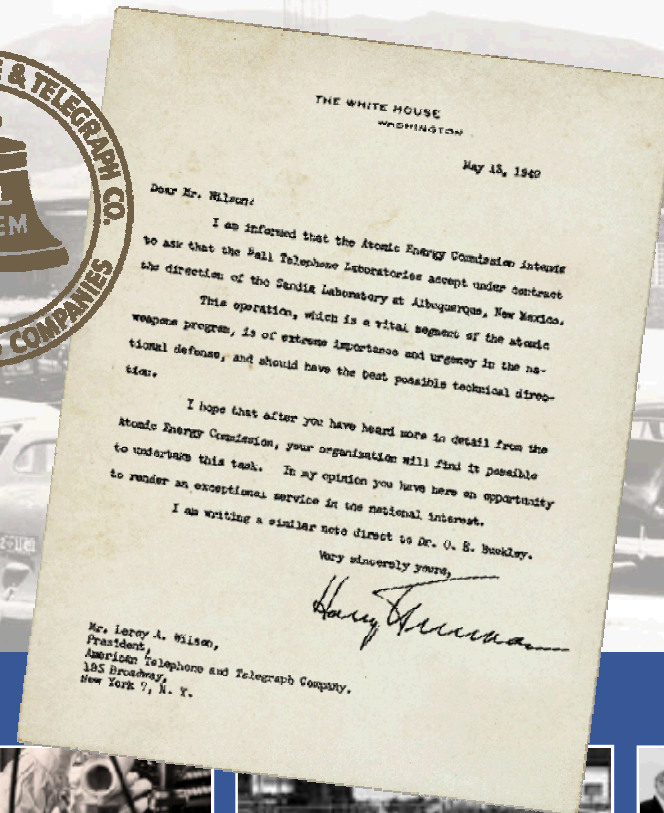 & TELEGRAPH CO.
COMPANIES
THE WHITE HOUSE
WASHINGTON
May 13, 1949
Dear Mr. Wilson:
I am informed that the Atomic Energy Commission intends
to ask that the Bell Telephone Laboratories accept under contract
the direction of the Sandia Laboratory at Albuquerque, New Mexico.
This operation, which is a vital segment of the atomic
weapons program, is of extreme importance and urgency in the na-
tional defense, and should have the best possible technical direc-
tion.
I hope that after you have heard more in detail from the
Atomic Energy Commission, your organization will find it possible
to undertake this task. In my opinion you have here an opportunity
to render an exceptional service in the national interest.
I am writing a similar note direct to Dr. O. E. Buckley.
Very sincerely yours,
Harry Truman
Mr. Leroy A. Wilson,
President,
American Telephone and Telegraph Company,
195 Broadway,
New York 7, N. Y.